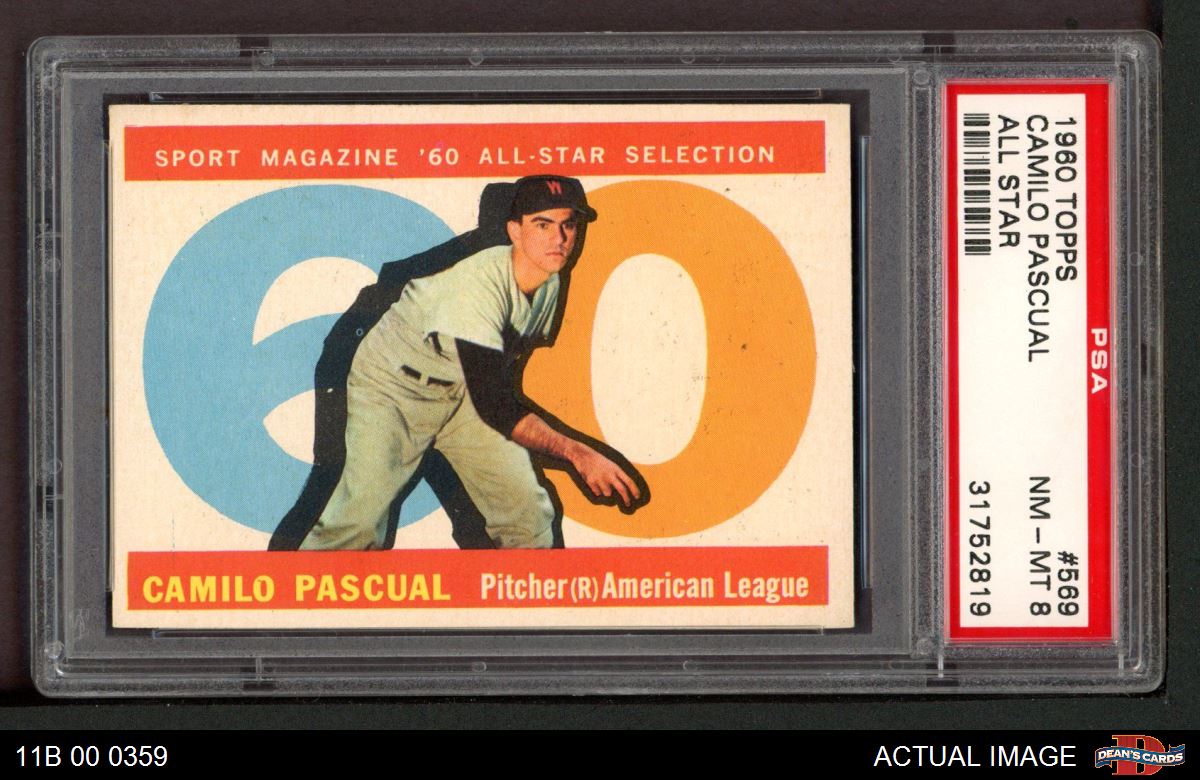 SPORT MAGAZINE '60 ALL-STAR SELECTION
60
W
CAMILO PASCUAL Pitcher (R) American League
PSA
1960 TOPPS #569
CAMILO PASCUAL NM-MT 8
ALL STAR
31752819
11B 00 0359
ACTUAL IMAGE
D
DEAN'S CARDS